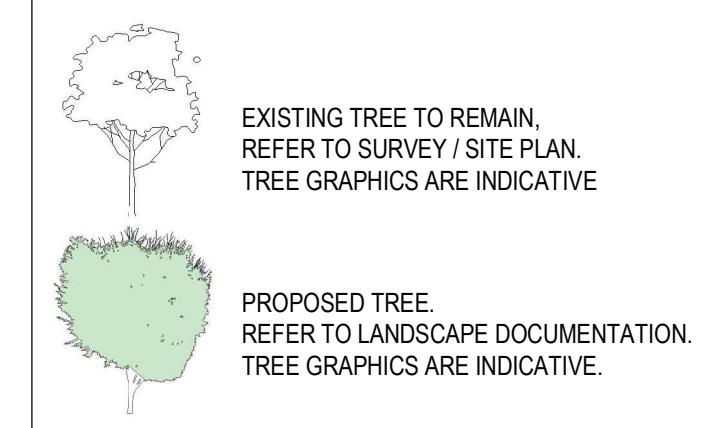 EXISTING TREE TO REMAIN,
REFER TO SURVEY / SITE PLAN.
TREE GRAPHICS ARE INDICATIVE
PROPOSED TREE.
REFER TO LANDSCAPE DOCUMENTATION.
TREE GRAPHICS ARE INDICATIVE.